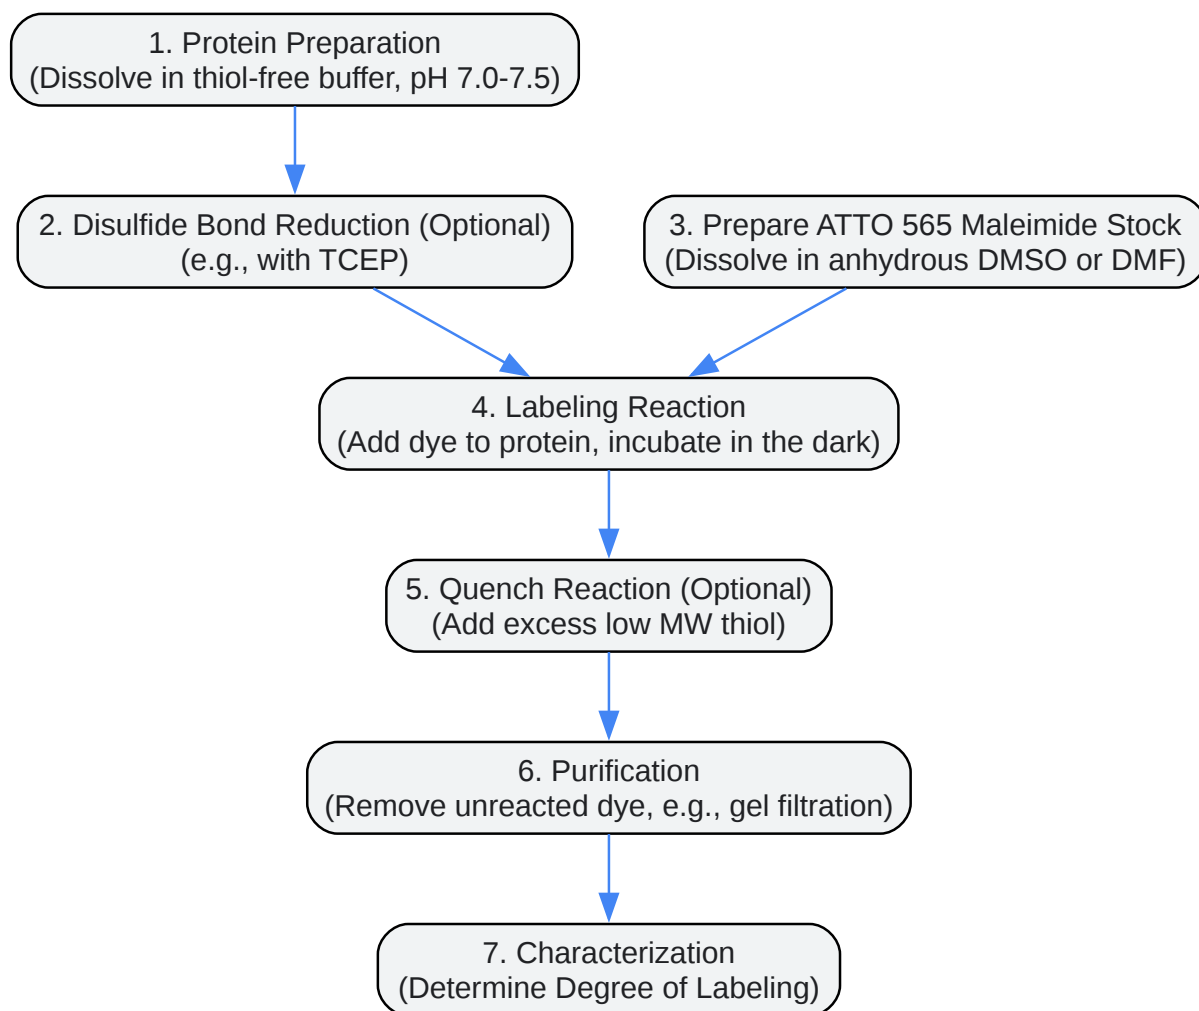 1. Protein Preparation
(Dissolve in thiol-free buffer, pH 7.0-7.5)
2. Disulfide Bond Reduction (Optional)
(e.g., with TCEP)
3. Prepare ATTO 565 Maleimide Stock
(Dissolve in anhydrous DMSO or DMF)
4. Labeling Reaction
(Add dye to protein, incubate in the dark)
5. Quench Reaction (Optional)
(Add excess low MW thiol)
6. Purification
(Remove unreacted dye, e.g., gel filtration)
7. Characterization
(Determine Degree of Labeling)